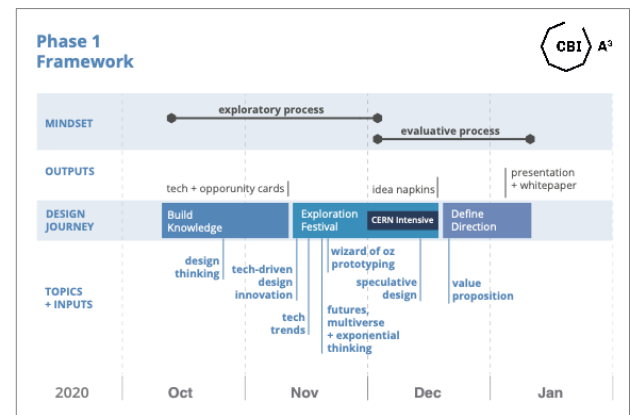 Phase 1
Framework
CBI A³
MINDSET
exploratory process
evaluative process
OUTPUTS
tech + opporunity cards
idea napkins
presentation
+ whitepaper
DESIGN
JOURNEY
Build
Knowledge
Exploration
Festival
CERN Intensive
Define
Direction
TOPICS
+ INPUTS
design
thinking
tech-driven
design
innovation
tech
trends
wizard of oz
prototyping
futures,
multiverse
+ exponential
thinking
speculative
design
value
proposition
2020
Oct
Nov
Dec
Jan